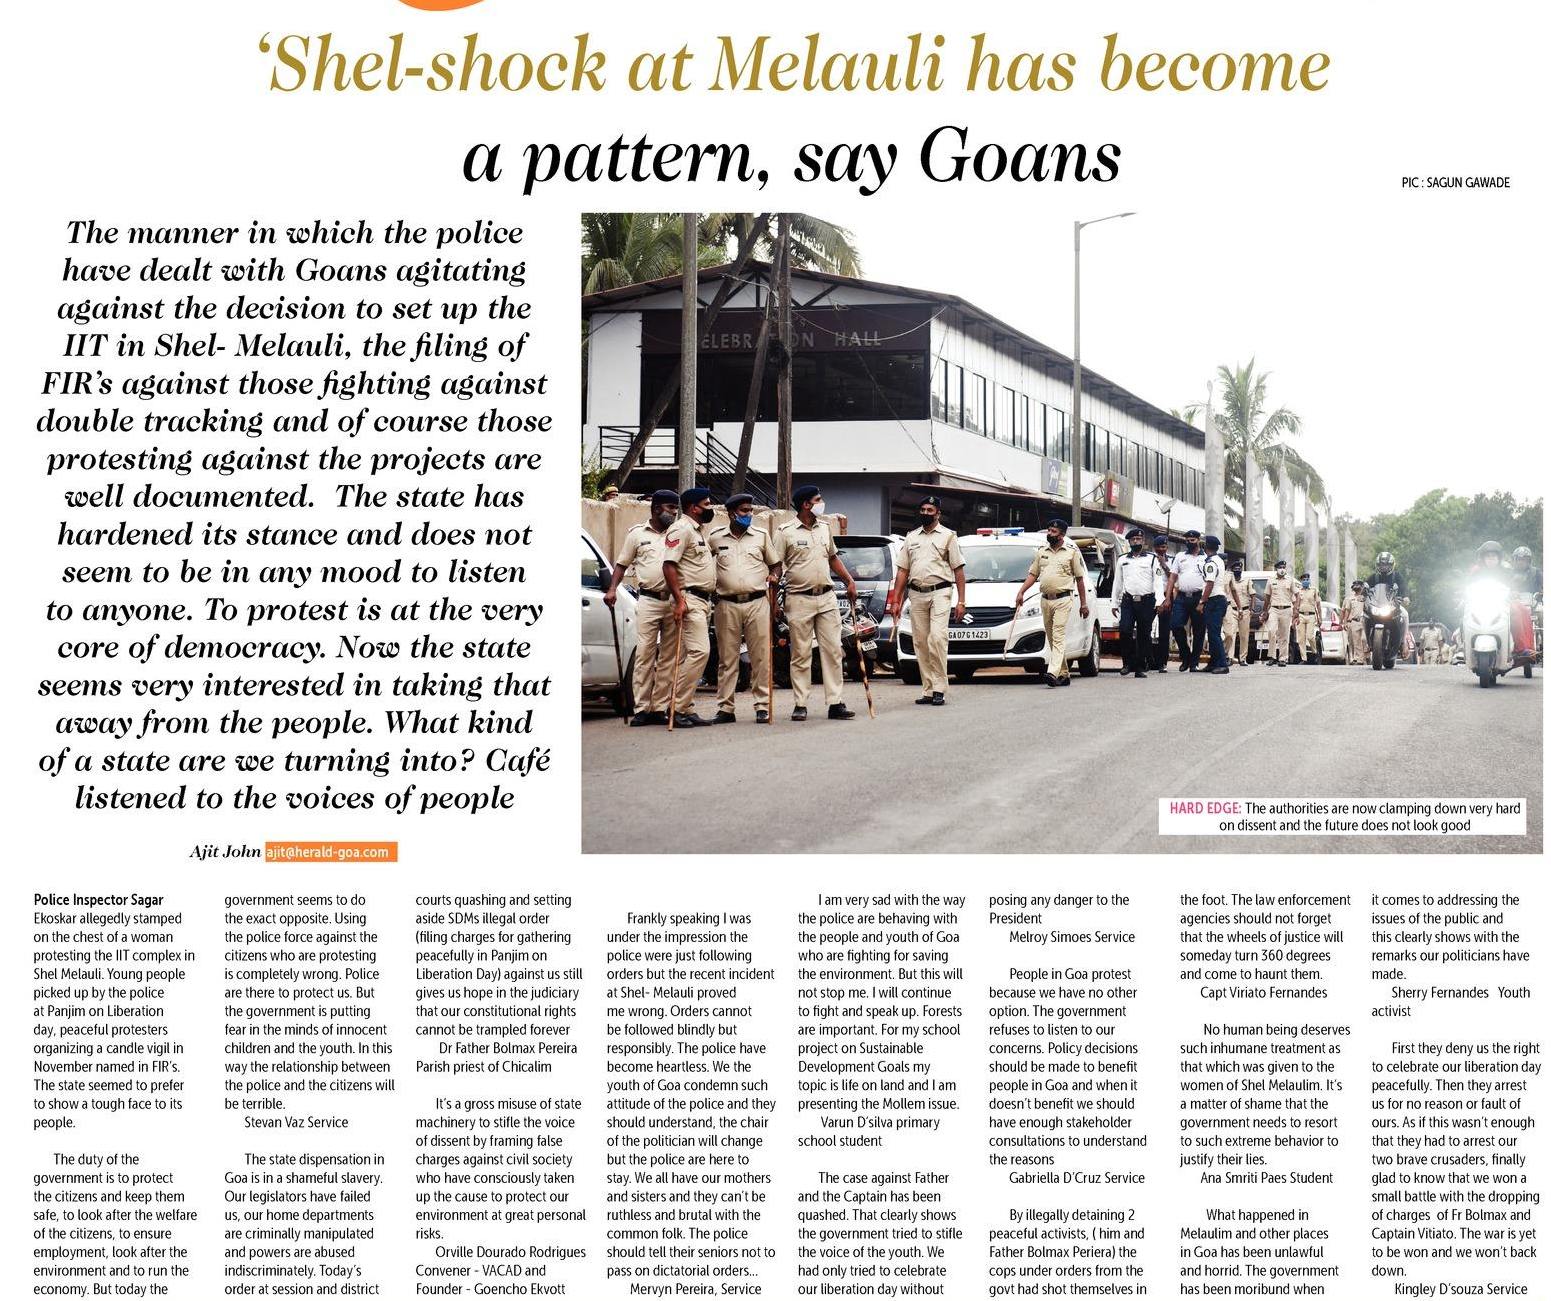 ‘Shel-shock at Melauli has become
a pattern, say Goans
PIC : SAGUN GAWADE
The manner in which the police
have dealt with Goans agitating
against the decision to set up the
IIT in Shel- Melauli, the filing of
FIR’s against those fighting against
double tracking and of course those
protesting against the projects are
well documented.  The state has
hardened its stance and does not
seem to be in any mood to listen
to anyone. To protest is at the very
core of democracy. Now the state
seems very interested in taking that
away from the people. What kind
of a state are we turning into? Café
listened to the voices of people
Ajit John ajit@herald-goa.com
ELEBRATION HALL
GA07G1423
HARD EDGE: The authorities are now clamping down very hard
on dissent and the future does not look good
Police Inspector Sagar
Ekoskar allegedly stamped
on the chest of a woman
protesting the IIT complex in
Shel Melauli. Young people
picked up by the police
at Panjim on Liberation
day, peaceful protesters
organizing a candle vigil in
November named in FIR’s.
The state seemed to prefer
to show a tough face to its
people.
The duty of the
government is to protect
the citizens and keep them
safe, to look after the welfare
of the citizens, to ensure
employment, look after the
environment and to run the
economy. But today the
government seems to do
the exact opposite. Using
the police force against the
citizens who are protesting
is completely wrong. Police
are there to protect us. But
the government is putting
fear in the minds of innocent
children and the youth. In this
way the relationship between
the police and the citizens will
be terrible.
Stevan Vaz Service
The state dispensation in
Goa is in a shameful slavery.
Our legislators have failed
us, our home departments
are criminally manipulated
and powers are abused
indiscriminately. Today’s
order at session and district
courts quashing and setting
aside SDMs illegal order
(filing charges for gathering
peacefully in Panjim on
Liberation Day) against us still
gives us hope in the judiciary
that our constitutional rights
cannot be trampled forever
Dr Father Bolmax Pereira
Parish priest of Chicalim
It’s a gross misuse of state
machinery to stifle the voice
of dissent by framing false
charges against civil society
who have consciously taken
up the cause to protect our
environment at great personal
risks.
Orville Dourado Rodrigues
Convener - VACAD and
Founder - Goencho Ekvott
Frankly speaking I was
under the impression the
police were just following
orders but the recent incident
at Shel- Melauli proved
me wrong. Orders cannot
be followed blindly but
responsibly. The police have
become heartless. We the
youth of Goa condemn such
attitude of the police and they
should understand, the chair
of the politician will change
but the police are here to
stay. We all have our mothers
and sisters and they can’t be
ruthless and brutal with the
common folk. The police
should tell their seniors not to
pass on dictatorial orders...
Mervyn Pereira, Service
I am very sad with the way
the police are behaving with
the people and youth of Goa
who are fighting for saving
the environment. But this will
not stop me. I will continue
to fight and speak up. Forests
are important. For my school
project on Sustainable
Development Goals my
topic is life on land and I am
presenting the Mollem issue.
Varun D’silva primary
school student
The case against Father
and the Captain has been
quashed. That clearly shows
the government tried to stifle
the voice of the youth. We
had only tried to celebrate
our liberation day without
posing any danger to the
President
Melroy Simoes Service
People in Goa protest
because we have no other
option. The government
refuses to listen to our
concerns. Policy decisions
should be made to benefit
people in Goa and when it
doesn’t benefit we should
have enough stakeholder
consultations to understand
the reasons
Gabriella D’Cruz Service
By illegally detaining 2
peaceful activists, ( him and
Father Bolmax Periera) the
cops under orders from the
govt had shot themselves in
the foot. The law enforcement
agencies should not forget
that the wheels of justice will
someday turn 360 degrees
and come to haunt them.
Capt Viriato Fernandes
No human being deserves
such inhumane treatment as
that which was given to the
women of Shel Melaulim. It’s
a matter of shame that the
government needs to resort
to such extreme behavior to
justify their lies.
Ana Smriti Paes Student
What happened in
Melaulim and other places
in Goa has been unlawful
and horrid. The government
has been moribund when
it comes to addressing the
issues of the public and
this clearly shows with the
remarks our politicians have
made.
Sherry Fernandes   Youth
activist
First they deny us the right
to celebrate our liberation day
peacefully. Then they arrest
us for no reason or fault of
ours. As if this wasn’t enough
that they had to arrest our
two brave crusaders, finally
glad to know that we won a
small battle with the dropping
of charges  of Fr Bolmax and
Captain Vitiato. The war is yet
to be won and we won’t back
down.
Kingley D’souza Service